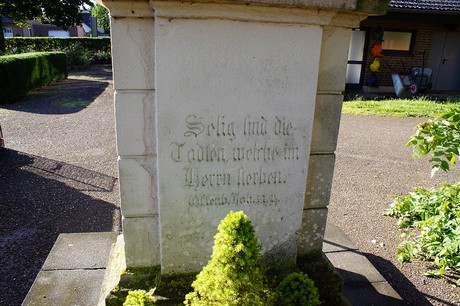 Selig sind die
Todten, welche im
Herrn sterben.